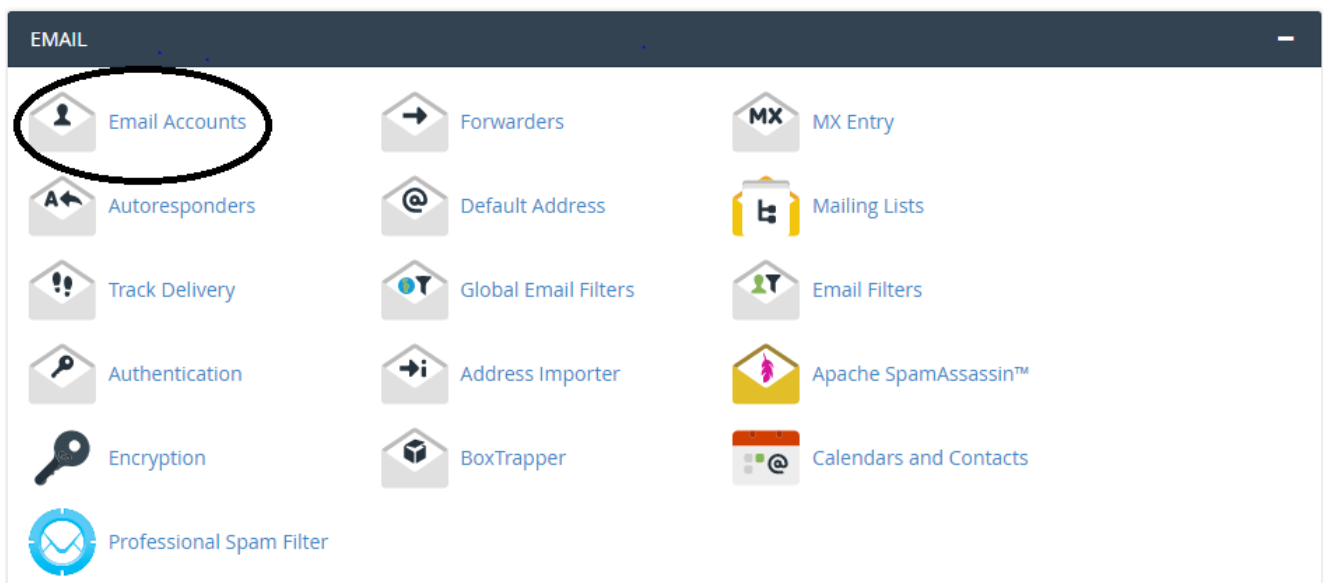 EMAIL
Email Accounts
Forwarders
MX
MX Entry
A
Autoresponders
@
Default Address
Mailing Lists
!!
Track Delivery
Global Email Filters
Email Filters
Authentication
i
Address Importer
Apache SpamAssassin™
Encryption
BoxTrapper
@
Calendars and Contacts
Professional Spam Filter